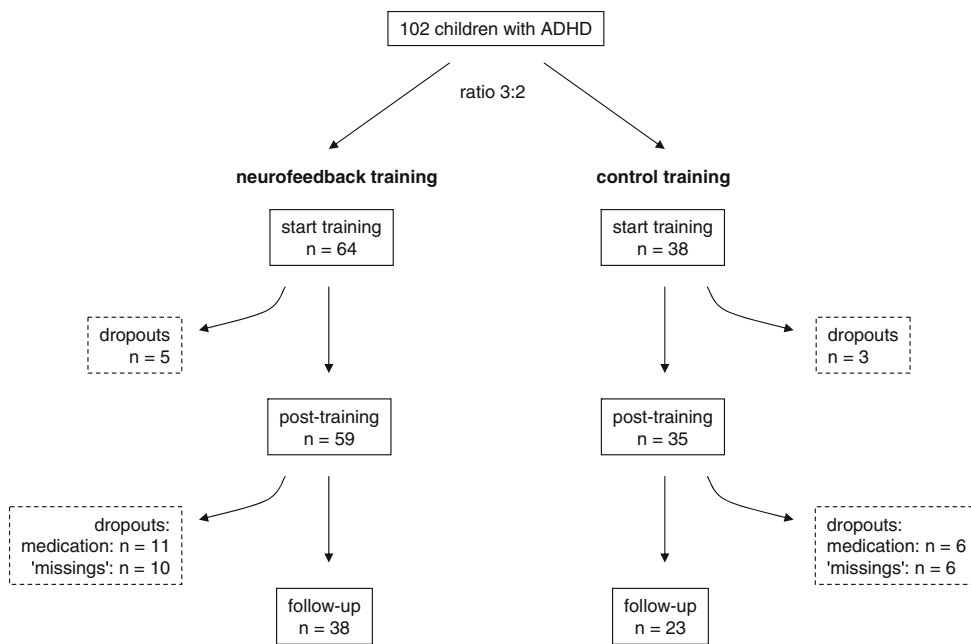 102 children with ADHD
ratio 3:2
neurofeedback training
control training
start training
n = 64
start training
n = 38
dropouts
n = 5
dropouts
n = 3
post-training
n = 59
post-training
n = 35
dropouts:
medication: n = 11
'missings': n = 10
dropouts:
medication: n = 6
'missings': n = 6
follow-up
n = 38
follow-up
n = 23